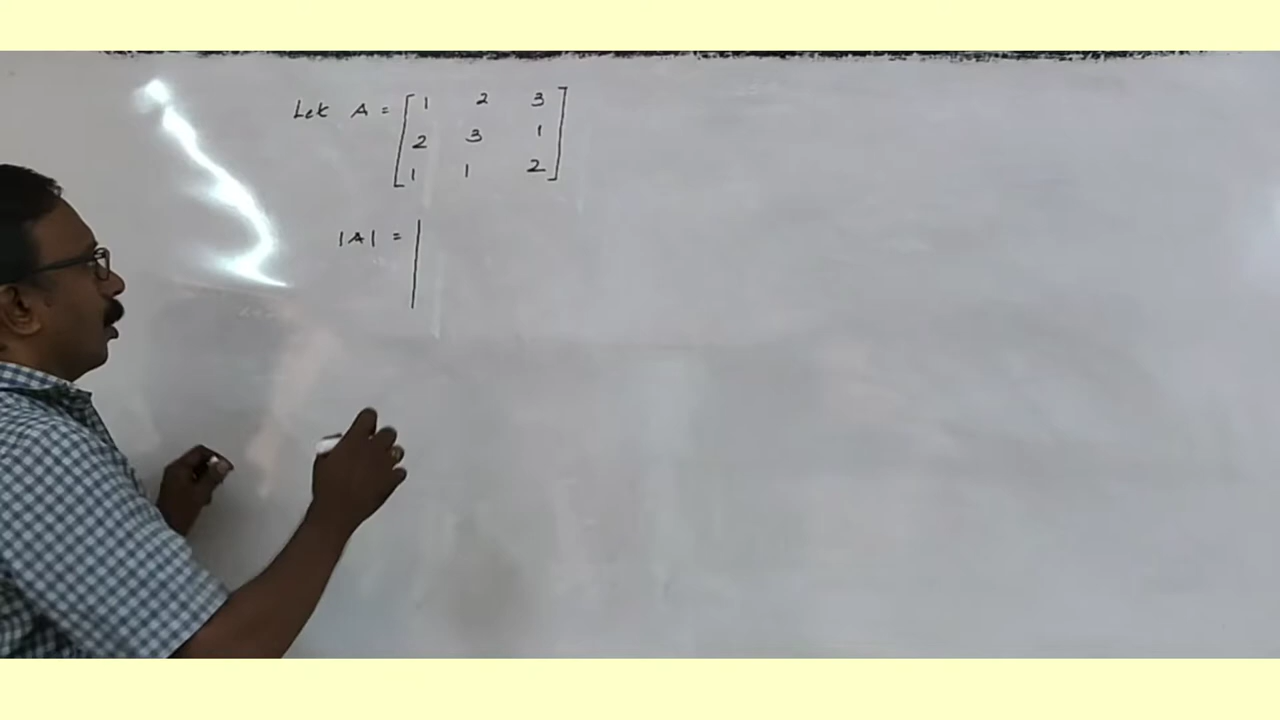 Let A = [ 1 2 3
2 3 1
1 1 2 ]
|A| = |